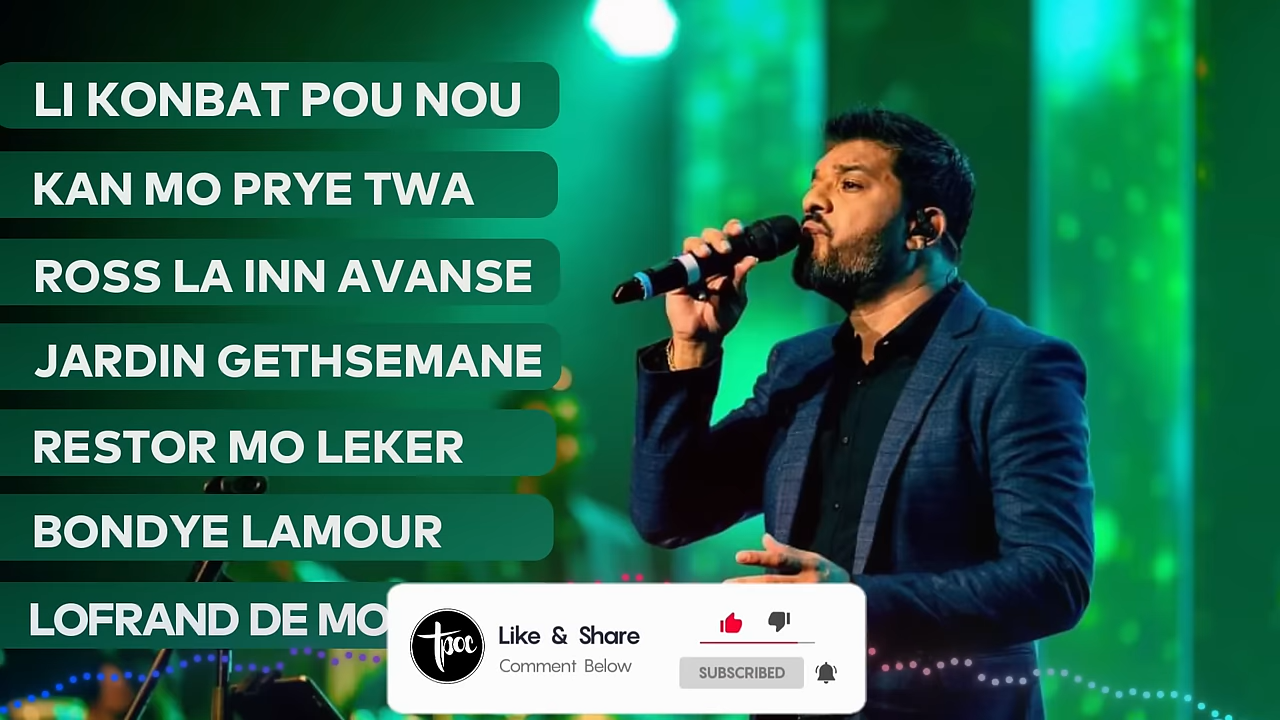 LI KONBAT POU NOU
KAN MO PRYE TWA
ROSS LA INN AVANSE
JARDIN GETHSEMANE
RESTOR MO LEKER
BONDYE LAMOUR
LOFRAND DE MO
tpoc
Like & Share
Comment Below
SUBSCRIBED